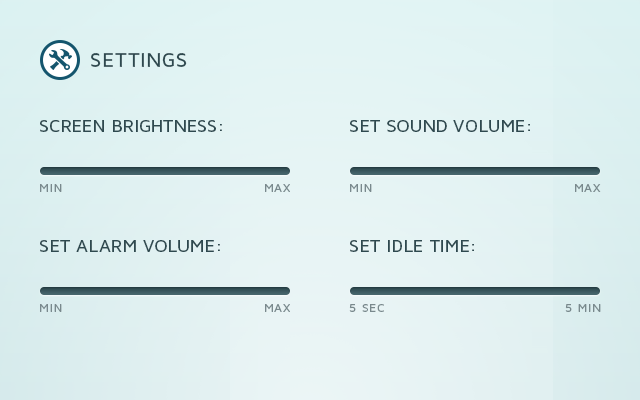 SETTINGS
SCREEN BRIGHTNESS:
MIN MAX
SET SOUND VOLUME:
MIN MAX
SET ALARM VOLUME:
MIN MAX
SET IDLE TIME:
5 SEC 5 MIN